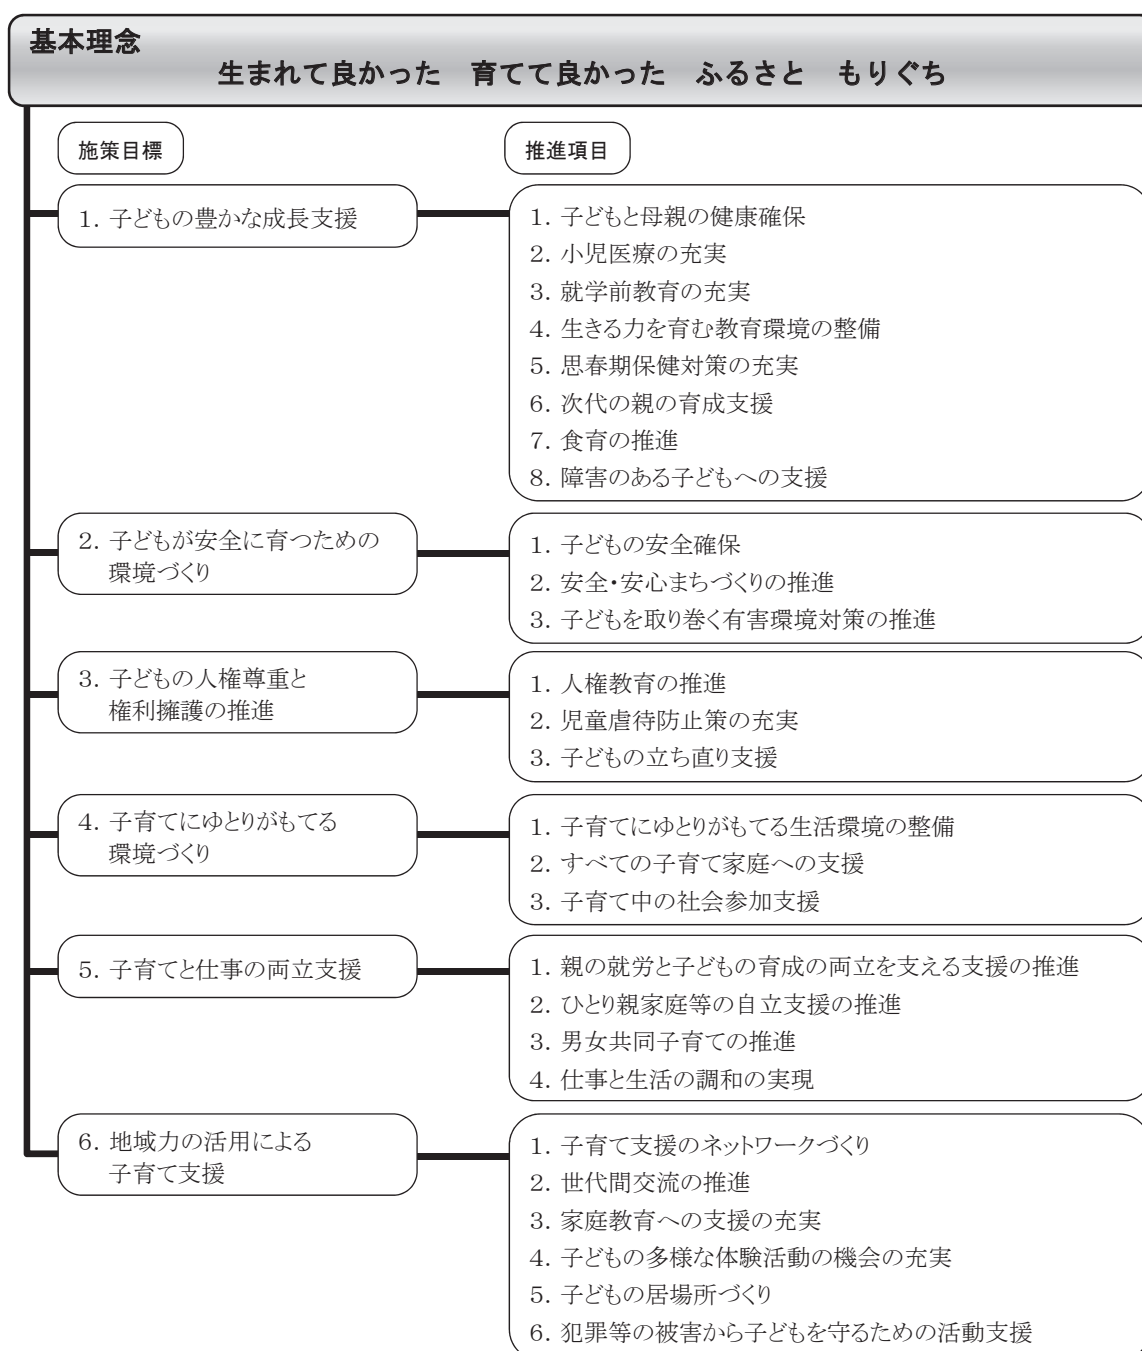 基本理念
生まれて良かった　育てて良かった　ふるさと　もりぐち
施策目標
推進項目
1. 子どもの豊かな成長支援
1. 子どもと母親の健康確保
2. 小児医療の充実
3. 就学前教育の充実
4. 生きる力を育む教育環境の整備
5. 思春期保健対策の充実
6. 次代の親の育成支援
7. 食育の推進
8. 障害のある子どもへの支援
2. 子どもが安全に育つための
環境づくり
1. 子どもの安全確保
2. 安全・安心まちづくりの推進
3. 子どもを取り巻く有害環境対策の推進
3. 子どもの人権尊重と
権利擁護の推進
1. 人権教育の推進
2. 児童虐待防止策の充実
3. 子どもの立ち直り支援
4. 子育てにゆとりがもてる
環境づくり
1. 子育てにゆとりがもてる生活環境の整備
2. すべての子育て家庭への支援
3. 子育て中の社会参加支援
5. 子育てと仕事の両立支援
1. 親の就労と子どもの育成の両立を支える支援の推進
2. ひとり親家庭等の自立支援の推進
3. 男女共同子育ての推進
4. 仕事と生活の調和の実現
6. 地域力の活用による
子育て支援
1. 子育て支援のネットワークづくり
2. 世代間交流の推進
3. 家庭教育への支援の充実
4. 子どもの多様な体験活動の機会の充実
5. 子どもの居場所づくり
6. 犯罪等の被害から子どもを守るための活動支援